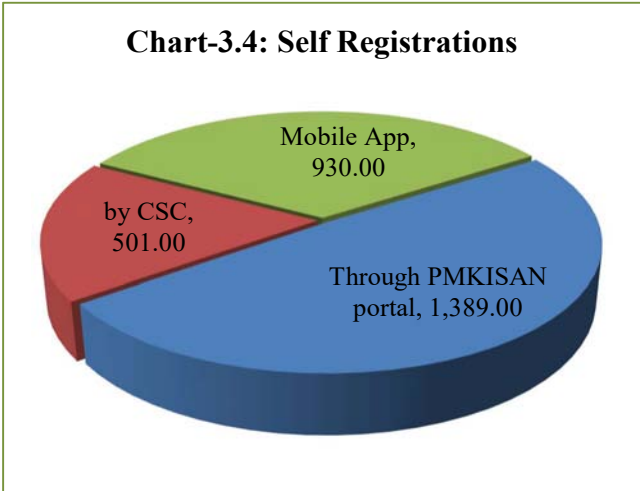 Chart-3.4: Self Registrations
Mobile App,
930.00
by CSC,
501.00
Through PMKISAN
portal, 1,389.00